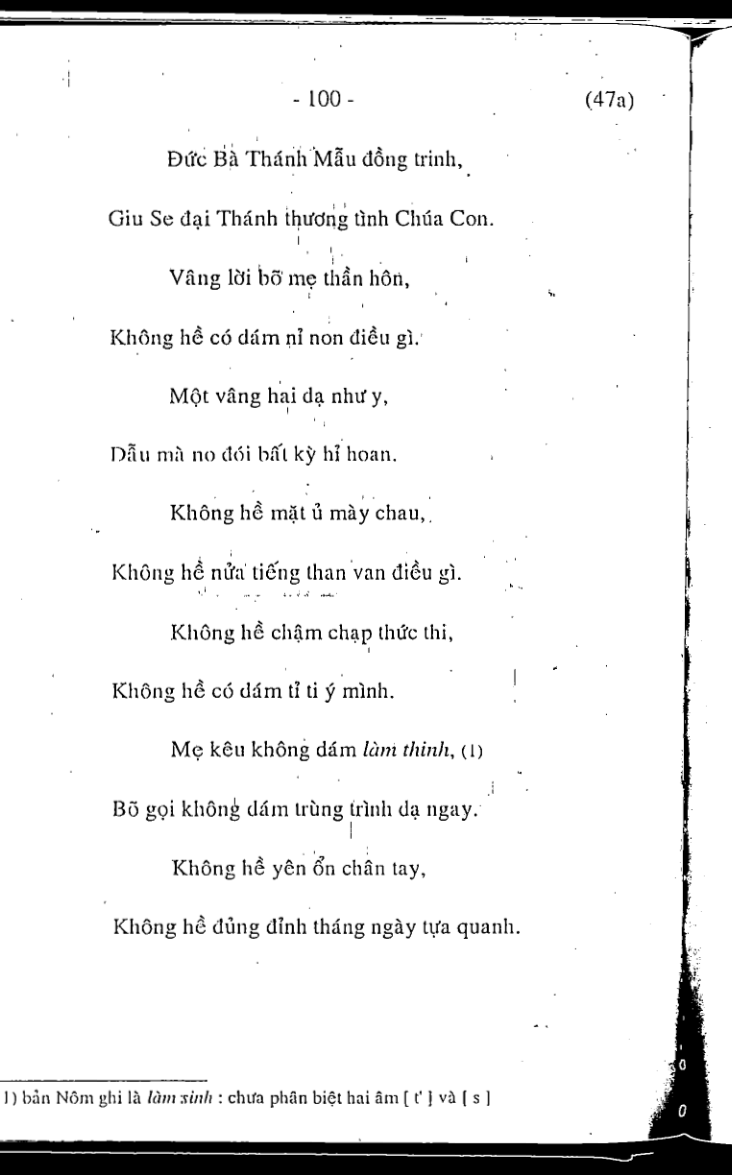 - 100 - (47a)
Đức Bà Thánh Mẫu đồng trinh,
Giu Se đại Thánh thương tình Chúa Con.
Vâng lời bõ mẹ thần hôn,
Không hề có dám nỉ non điều gì.
Một vâng hai dạ như y,
Dẫu mà no đói bất kỳ hỉ hoan.
Không hề mặt ủ mày chau,
Không hề nửa tiếng than van điều gì.
Không hề chậm chạp thức thi,
Không hề có dám tỉ ti ý mình.
Mẹ kêu không dám làm thinh, (1)
Bõ gọi không dám trùng trình dạ ngay.
Không hề yên ổn chân tay,
Không hề đủng đỉnh tháng ngày tựa quanh.
1) bản Nôm ghi là làm sinh : chưa phân biệt hai âm [ t' ] và [ s ]